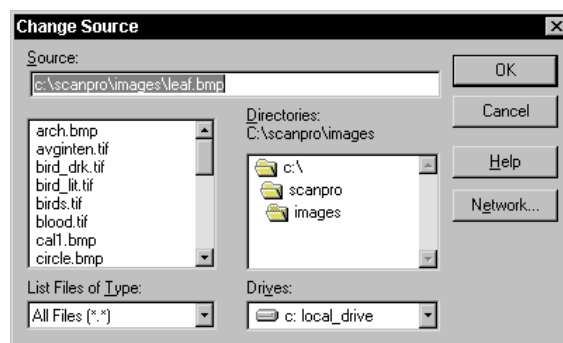 Change Source
Source:
c:\scanpro\images\leaf.bmp
OK
Cancel
Help
Network...
arch.bmp
avginten.tif
bird_drk.tif
bird_lit.tif
birds.tif
blood.tif
cal1.bmp
circle.bmp
Directories:
C:\scanpro\images
c:\
scanpro
images
List Files of Type:
All Files (*.*)
Drives:
c: local_drive